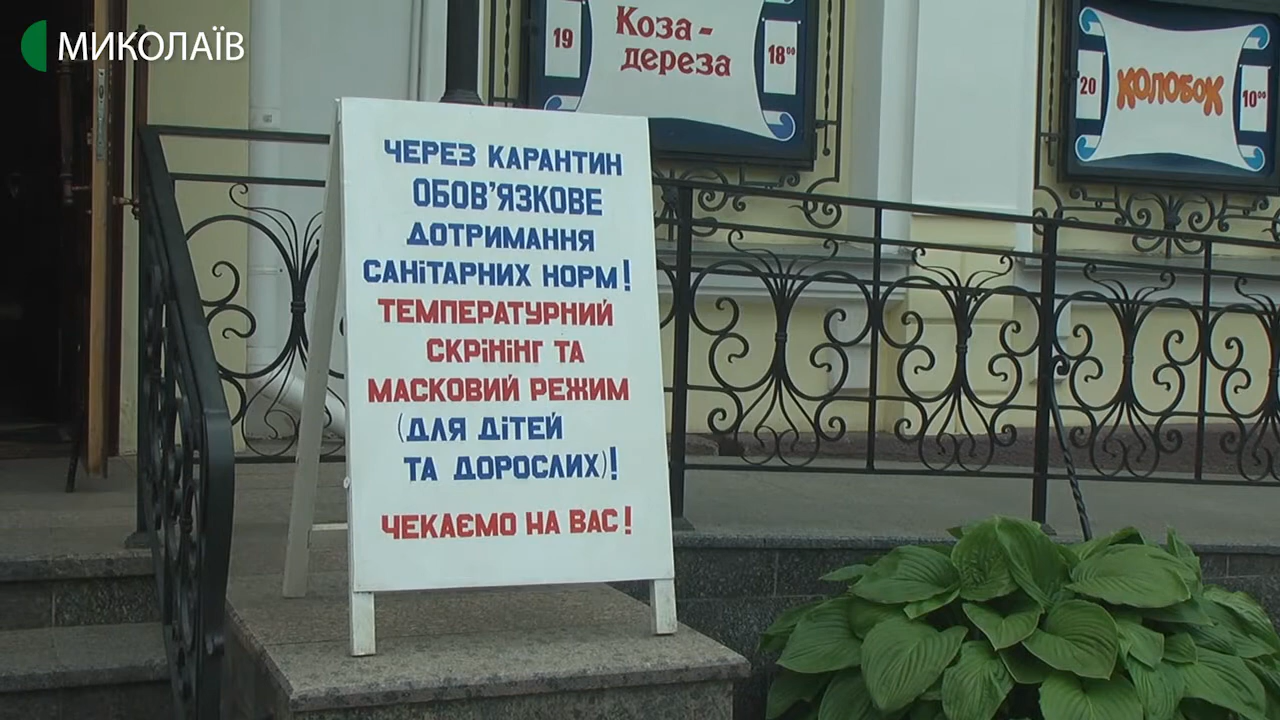 МИКОЛАЇВ
19
Коза-
дереза
18⁰⁰
20
КОЛОБОК
10⁰⁰
ЧЕРЕЗ КАРАНТИН
ОБОВ'ЯЗКОВЕ
ДОТРИМАННЯ
САНІТАРНИХ НОРМ!
ТЕМПЕРАТУРНИЙ
СКРІНІНГ ТА
МАСКОВИЙ РЕЖИМ
(ДЛЯ ДІТЕЙ
ТА ДОРОСЛИХ)!
ЧЕКАЄМО НА ВАС!